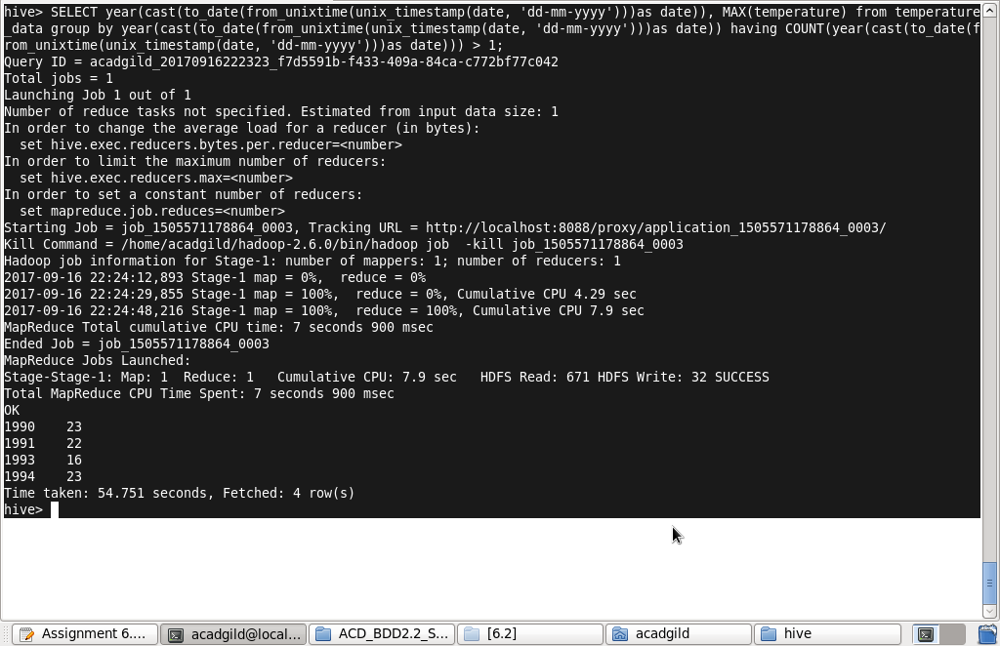 hive> SELECT year(cast(to_date(from_unixtime(unix_timestamp(date, 'dd-mm-yyyy')))as date)), MAX(temperature) from temperature
_data group by year(cast(to_date(from_unixtime(unix_timestamp(date, 'dd-mm-yyyy')))as date)) having COUNT(year(cast(to_date(f
rom_unixtime(unix_timestamp(date, 'dd-mm-yyyy')))as date))) > 1;
Query ID = acadgild_20170916222323_f7d5591b-f433-409a-84ca-c772bf77c042
Total jobs = 1
Launching Job 1 out of 1
Number of reduce tasks not specified. Estimated from input data size: 1
In order to change the average load for a reducer (in bytes):
  set hive.exec.reducers.bytes.per.reducer=<number>
In order to limit the maximum number of reducers:
  set hive.exec.reducers.max=<number>
In order to set a constant number of reducers:
  set mapreduce.job.reduces=<number>
Starting Job = job_1505571178864_0003, Tracking URL = http://localhost:8088/proxy/application_1505571178864_0003/
Kill Command = /home/acadgild/hadoop-2.6.0/bin/hadoop job  -kill job_1505571178864_0003
Hadoop job information for Stage-1: number of mappers: 1; number of reducers: 1
2017-09-16 22:24:12,893 Stage-1 map = 0%,  reduce = 0%
2017-09-16 22:24:29,855 Stage-1 map = 100%,  reduce = 0%, Cumulative CPU 4.29 sec
2017-09-16 22:24:48,216 Stage-1 map = 100%,  reduce = 100%, Cumulative CPU 7.9 sec
MapReduce Total cumulative CPU time: 7 seconds 900 msec
Ended Job = job_1505571178864_0003
MapReduce Jobs Launched:
Stage-Stage-1: Map: 1  Reduce: 1   Cumulative CPU: 7.9 sec   HDFS Read: 671 HDFS Write: 32 SUCCESS
Total MapReduce CPU Time Spent: 7 seconds 900 msec
OK
1990    23
1991    22
1993    16
1994    23
Time taken: 54.751 seconds, Fetched: 4 row(s)
hive>
Assignment 6.... acadgild@local... ACD_BDD2.2_S... [6.2] acadgild hive